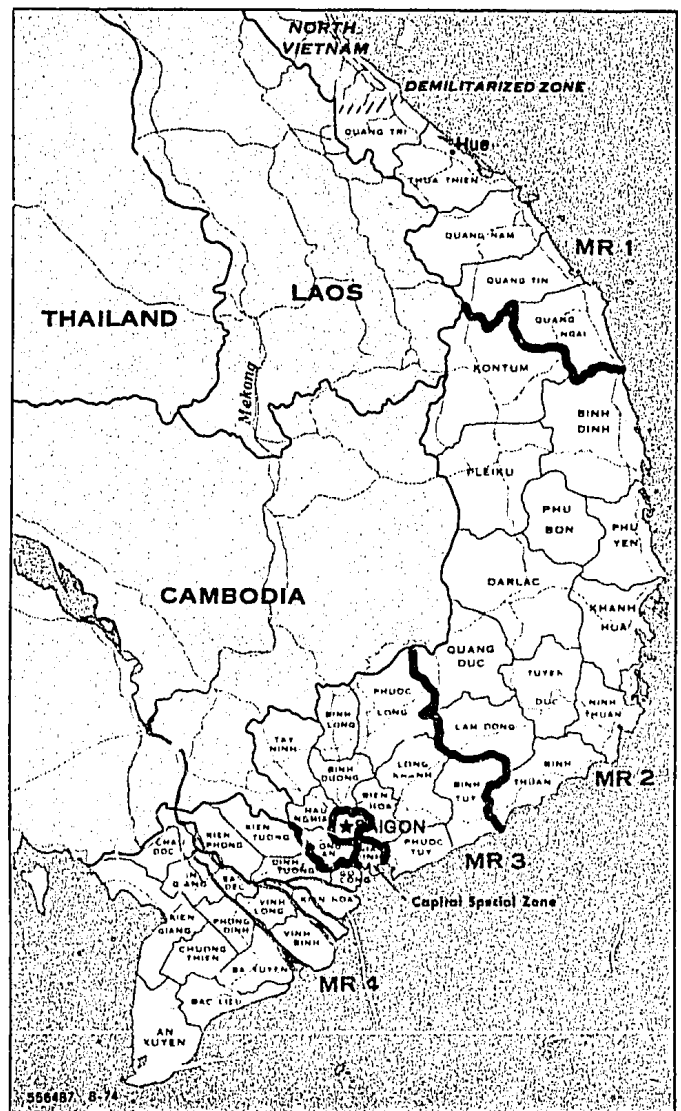 NORTH
VIETNAM
DEMILITARIZED ZONE
QUANG TRI
Hue
THUA THIEN
QUANG NAM
MR 1
QUANG TIN
LAOS
THAILAND
QUANG
NGAI
KONTUM
Mekong
BINH
DINH
PLEIKU
PHU
BON
PHU
YEN
DARLAC
CAMBODIA
KHANH
HOA
QUANG
DUC
TUYEN
DUC
PHUOC
LONG
BINH
LONG
NINH
THUAN
LAM DONG
TAY
NINH
LONG
KHANH
BINH
THUAN
BINH
DUONG
BINH
TUY
MR 2
BIEN
HOA
HAU
NGHIA
SAIGON
MR 3
PHUOC
TUY
KIEN
TUONG
KIEN
PHONG
CHAU
DOC
DINH
TUONG
GO
CONG
Capital Special Zone
KIEN HOA
VINH
LONG
KIEN
GIANG
PHONG
DINH
VINH
BINH
CHUONG
THIEN
BA XUYEN
MR 4
BAC LIEU
AN
XUYEN
556487 8-74